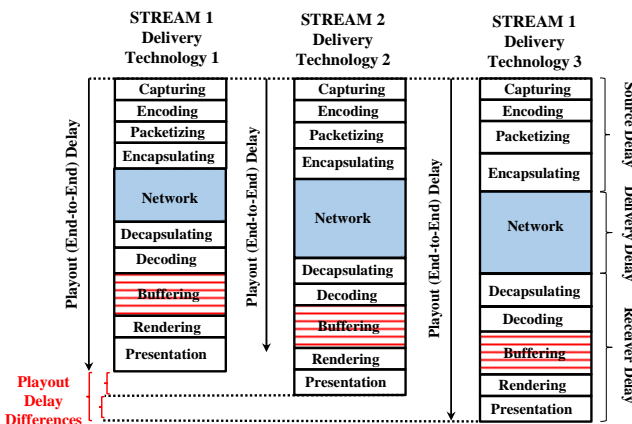 STREAM 1
Delivery
Technology 1
STREAM 2
Delivery
Technology 2
STREAM 1
Delivery
Technology 3
Playout (End-to-End) Delay
Capturing
Encoding
Packetizing
Encapsulating
Network
Decapsulating
Decoding
Buffering
Rendering
Presentation
Playout (End-to-End) Delay
Capturing
Encoding
Packetizing
Encapsulating
Network
Decapsulating
Decoding
Buffering
Rendering
Presentation
Playout (End-to-End) Delay
Capturing
Encoding
Packetizing
Encapsulating
Network
Decapsulating
Decoding
Buffering
Rendering
Presentation
Source Delay
Delivery Delay
Receiver Delay
Playout
Delay
Differences